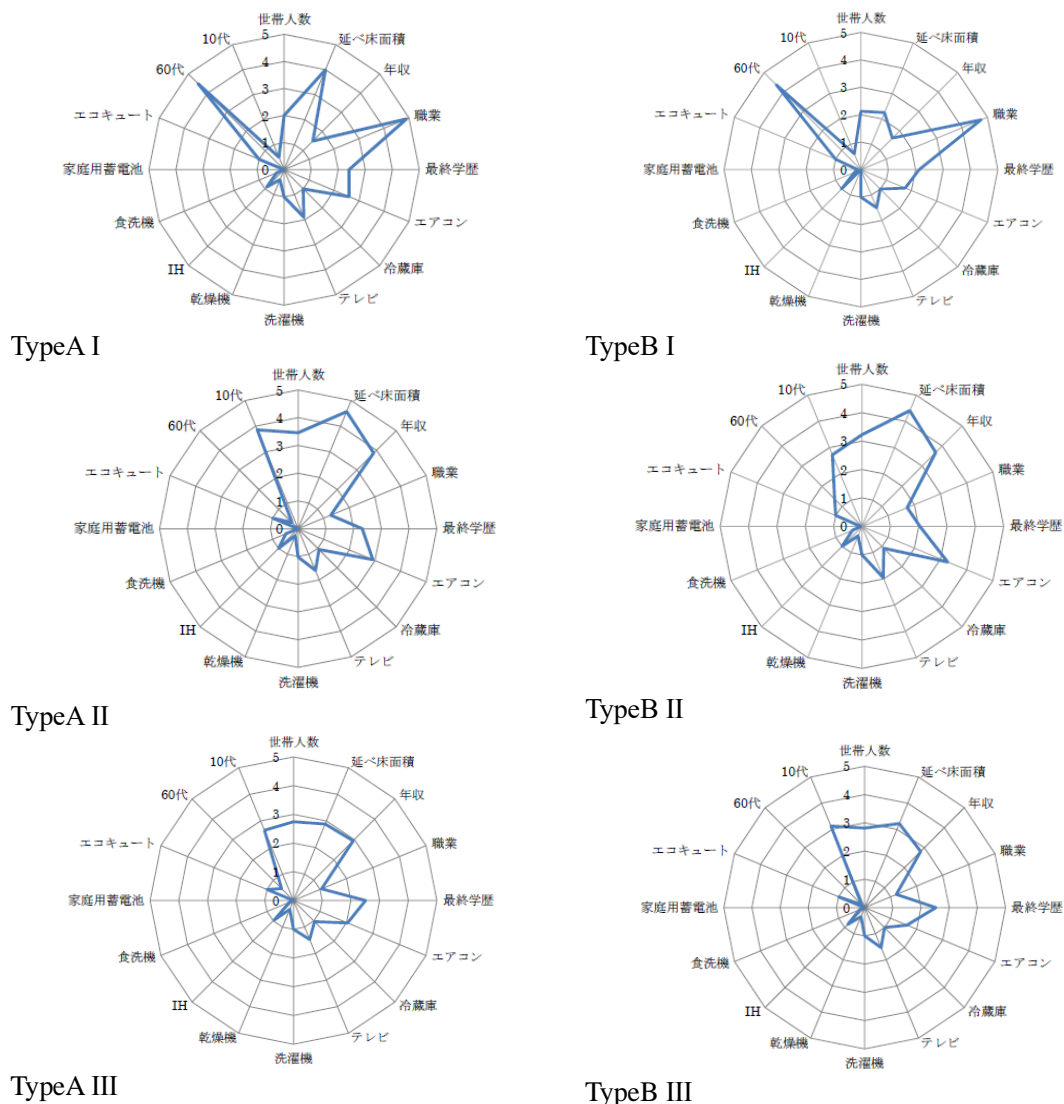 世帯人数
延べ床面積
年収
職業
最終学歴
エアコン
冷蔵庫
テレビ
洗濯機
乾燥機
IH
食洗機
家庭用蓄電池
エコキュート
60代
10代
5
4
3
2
1
0
TypeA I
世帯人数
延べ床面積
年収
職業
最終学歴
エアコン
冷蔵庫
テレビ
洗濯機
乾燥機
IH
食洗機
家庭用蓄電池
エコキュート
60代
10代
5
4
3
2
1
0
TypeB I
世帯人数
延べ床面積
年収
職業
最終学歴
エアコン
冷蔵庫
テレビ
洗濯機
乾燥機
IH
食洗機
家庭用蓄電池
エコキュート
60代
10代
5
4
3
2
1
0
TypeA II
世帯人数
延べ床面積
年収
職業
最終学歴
エアコン
冷蔵庫
テレビ
洗濯機
乾燥機
IH
食洗機
家庭用蓄電池
エコキュート
60代
10代
5
4
3
2
1
0
TypeB II
世帯人数
延べ床面積
年収
職業
最終学歴
エアコン
冷蔵庫
テレビ
洗濯機
乾燥機
IH
食洗機
家庭用蓄電池
エコキュート
60代
10代
5
4
3
2
1
0
TypeA III
世帯人数
延べ床面積
年収
職業
最終学歴
エアコン
冷蔵庫
テレビ
洗濯機
乾燥機
IH
食洗機
家庭用蓄電池
エコキュート
60代
10代
5
4
3
2
1
0
TypeB III